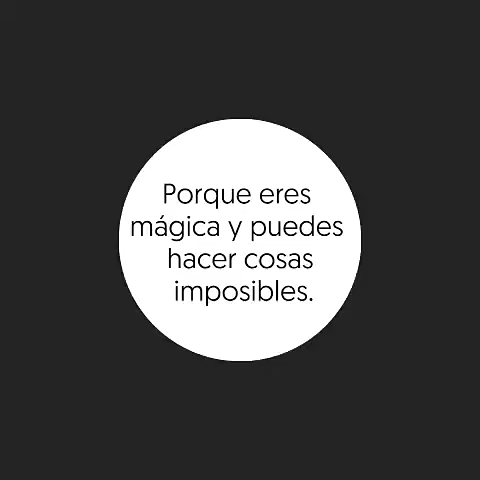 Porque eres
mágica y puedes
hacer cosas
imposibles.